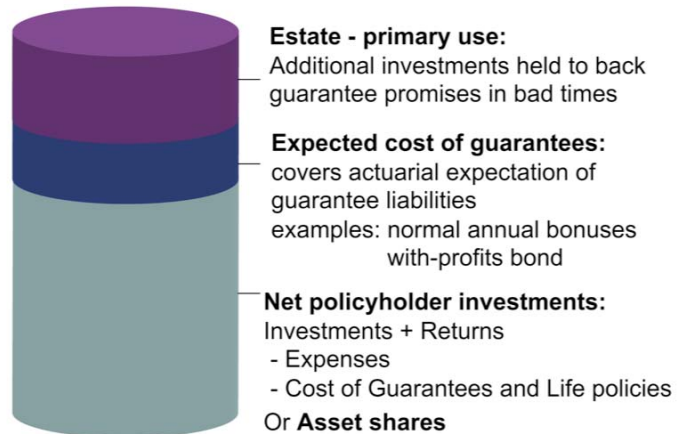 Estate - primary use:
Additional investments held to back
guarantee promises in bad times
Expected cost of guarantees:
covers actuarial expectation of
guarantee liabilities
examples: normal annual bonuses
with-profits bond
Net policyholder investments:
Investments + Returns
- Expenses
- Cost of Guarantees and Life policies
Or Asset shares